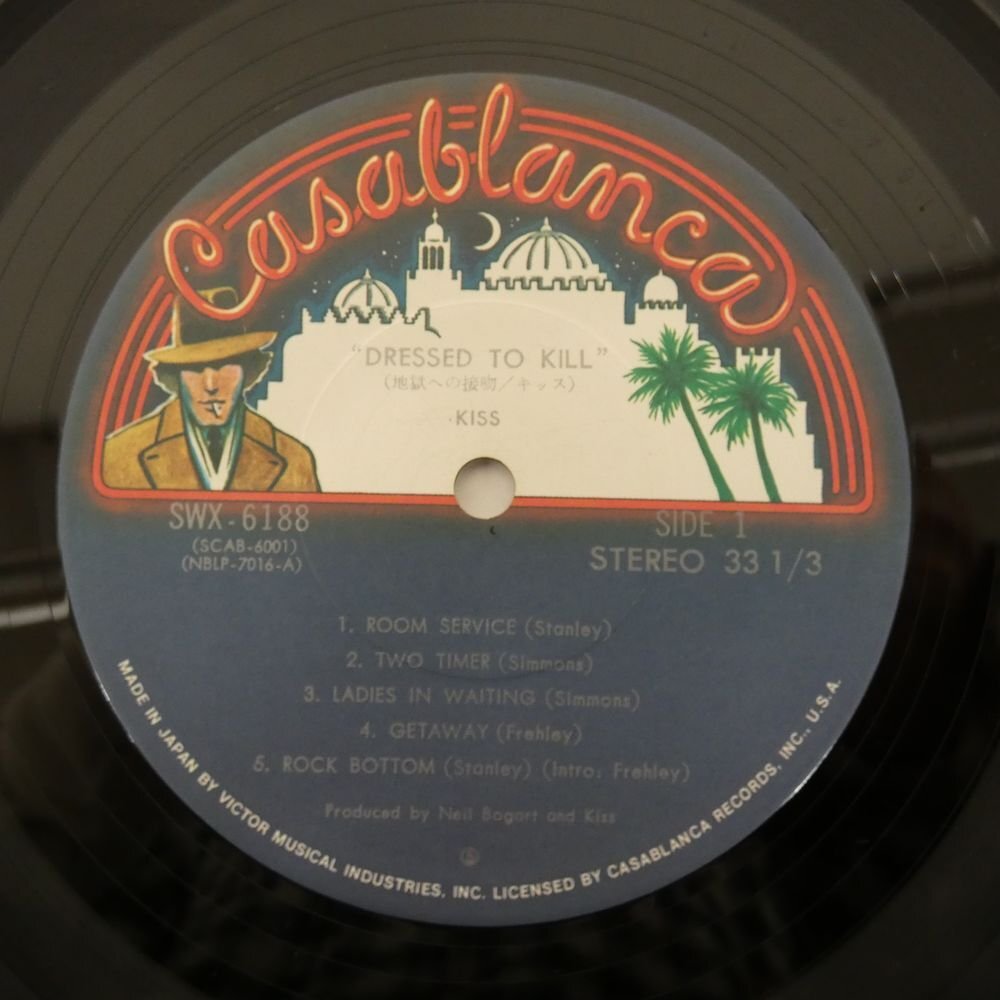 Casablanca
"DRESSED TO KILL"
(地獄への接吻/キッス)
KISS
SWX-6188
(SCAB-6001)
(NBLP-7016-A)
SIDE 1
STEREO 33 1/3
1. ROOM SERVICE (Stanley)
2. TWO TIMER (Simmons)
3. LADIES IN WAITING (Simmons)
4. GETAWAY (Frehley)
5. ROCK BOTTOM (Stanley) (Intro: Frehley)
Produced by Neil Bogart and Kiss
MADE IN JAPAN BY VICTOR MUSICAL INDUSTRIES, INC. LICENSED BY CASABLANCA RECORDS, INC., U.S.A.